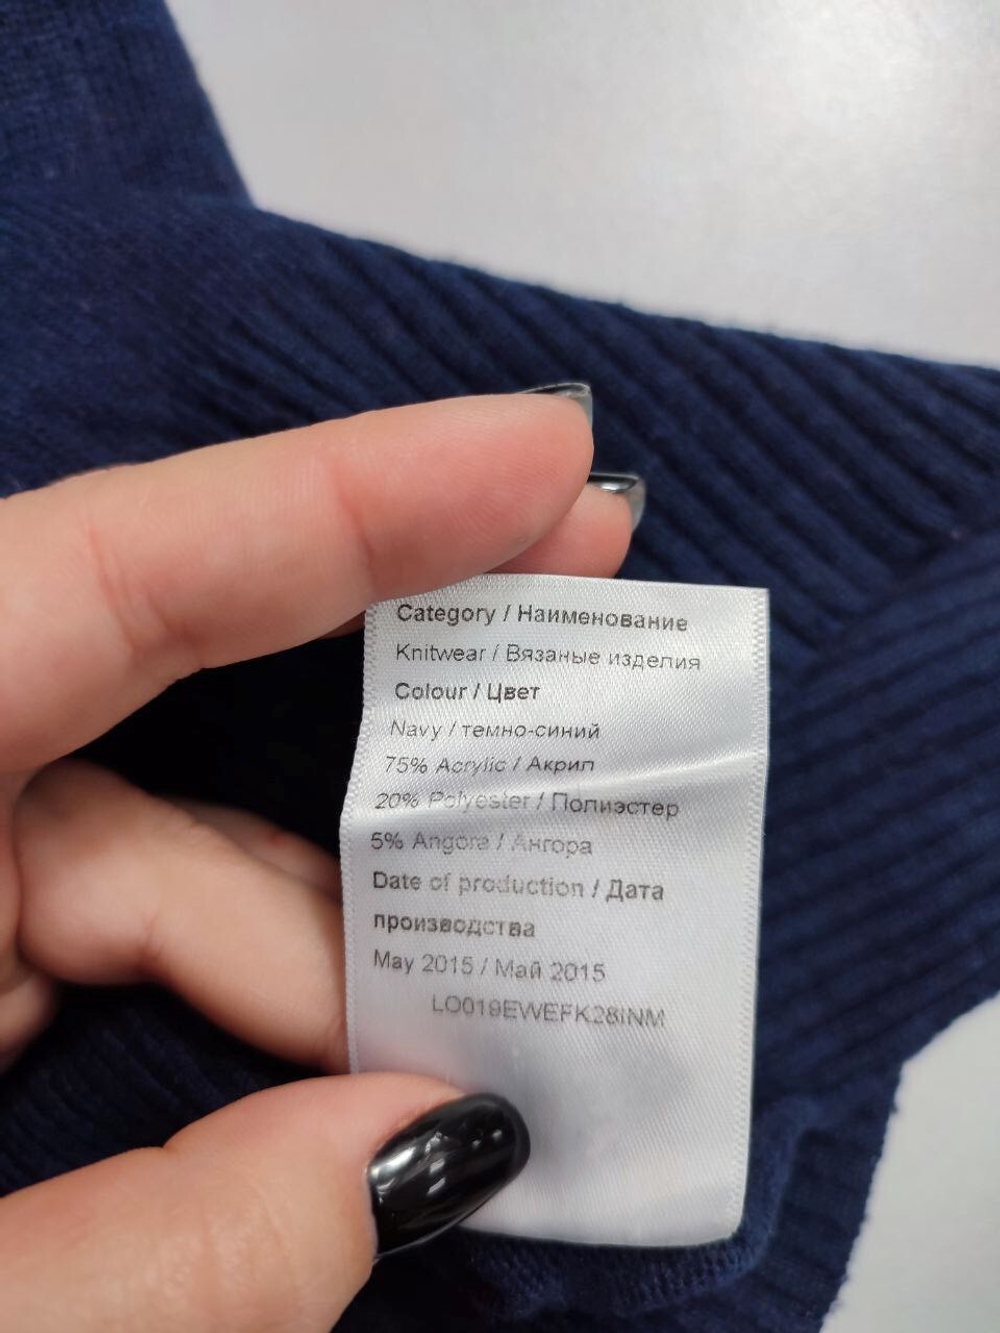 Category / Наименование
Knitwear / Вязаные изделия
Colour / Цвет
Navy / темно-синий
75% Acrylic / Акрил
20% Polyester / Полиэстер
5% Angora / Ангора
Date of production / Дата
производства
May 2015 / Май 2015
LO019EWEFK28INM